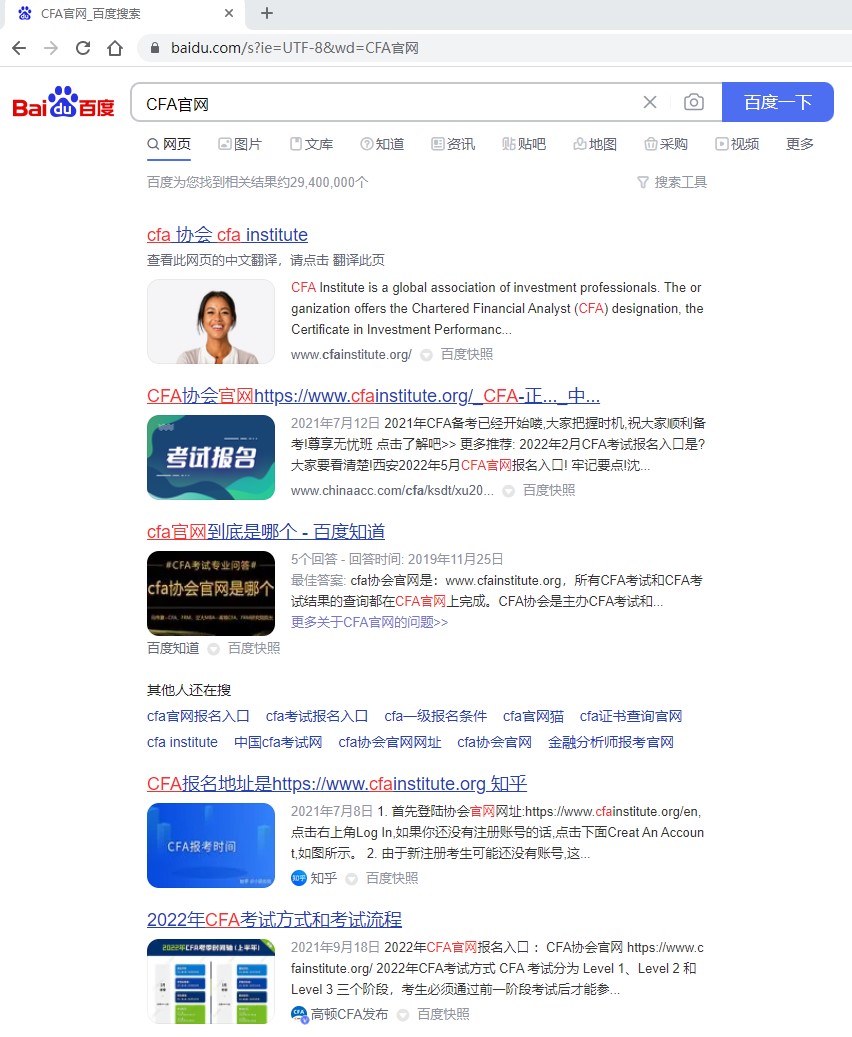 CFA官网_百度搜索
baidu.com/s?ie=UTF-8&wd=CFA官网
Bai du 百度
CFA官网
百度一下
网页 图片 文库 知道 资讯 贴吧 地图 采购 视频 更多
百度为您找到相关结果约29,400,000个
搜索工具
cfa 协会 cfa institute
查看此网页的中文翻译，请点击 翻译此页
CFA Institute is a global association of investment professionals. The or
ganization offers the Chartered Financial Analyst (CFA) designation, the
Certificate in Investment Performanc...
www.cfainstitute.org/ 百度快照
CFA协会官网https://www.cfainstitute.org/_CFA-正..._中...
考试报名
2021年7月12日 2021年CFA备考已经开始喽,大家把握时机,祝大家顺利备
考!尊享无忧班 点击了解吧>> 更多推荐: 2022年2月CFA考试报名入口是?
大家要看清楚!西安2022年5月CFA官网报名入口! 牢记要点!沈...
www.chinaacc.com/cfa/ksdt/xu20... 百度快照
cfa官网到底是哪个 - 百度知道
#CFA考试专业问答#
cfa协会官网是哪个
5个回答 - 回答时间: 2019年11月25日
最佳答案: cfa协会官网是：www.cfainstitute.org，所有CFA考试和CFA考
试结果的查询都在CFA官网上完成。CFA协会是主办CFA考试和...
更多关于CFA官网的问题>>
百度知道 百度快照
其他人还在搜
cfa官网报名入口 cfa考试报名入口 cfa一级报名条件 cfa官网猫 cfa证书查询官网
cfa institute 中国cfa考试网 cfa协会官网网址 cfa协会官网 金融分析师报考官网
CFA报名地址是https://www.cfainstitute.org 知乎
CFA报考时间
2021年7月8日 1. 首先登陆协会官网网址:https://www.cfainstitute.org/en,
点击右上角Log In,如果你还没有注册账号的话,点击下面Creat An Accoun
t,如图所示。 2. 由于新注册考生可能还没有账号,这...
知乎 知乎 百度快照
2022年CFA考试方式和考试流程
2022年CFA考季时间轴(上半年)
2021年9月18日 2022年CFA官网报名入口 ：CFA协会官网 https://www.c
fainstitute.org/ 2022年CFA考试方式 CFA 考试分为 Level 1、Level 2 和
Level 3 三个阶段，考生必须通过前一阶段考试后才能参...
CFA 高顿CFA发布 百度快照